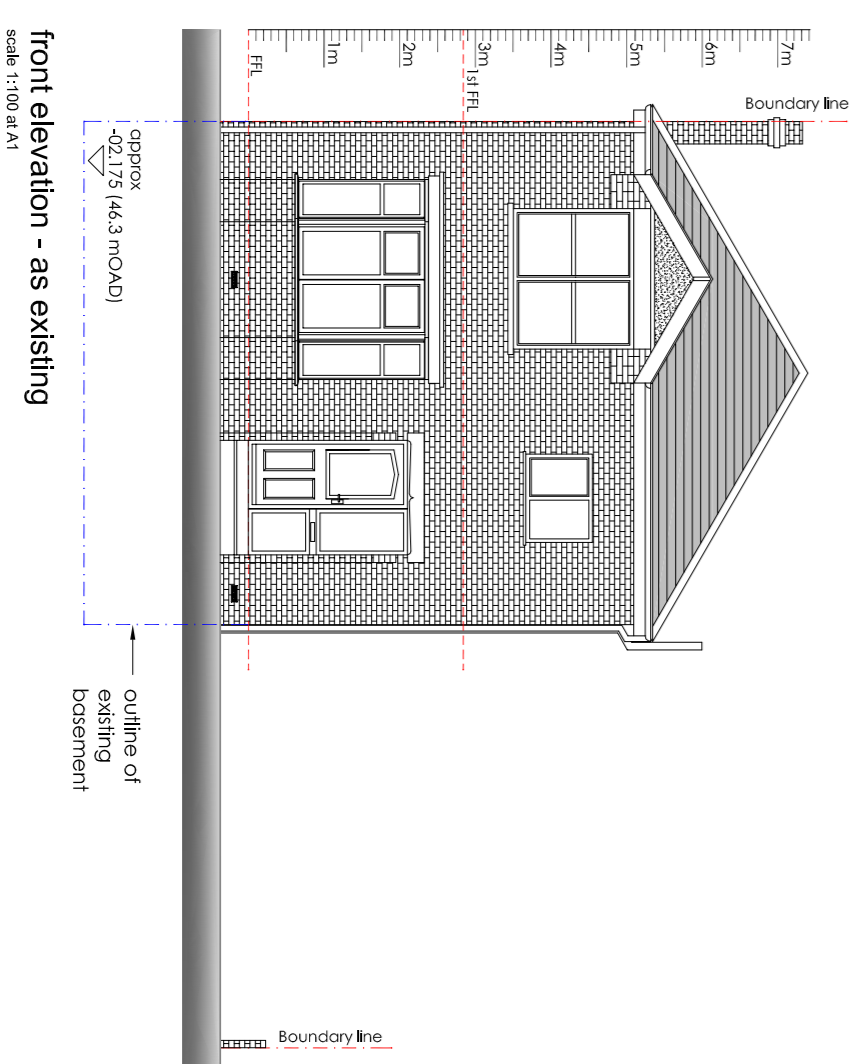 Boundary line
7m
6m
5m
4m
3m
1st FFL
2m
1m
FFL
approx
-02.175 (46.3 mOAD)
outline of
existing
basement
Boundary line
front elevation - as existing
scale 1:100 at A1